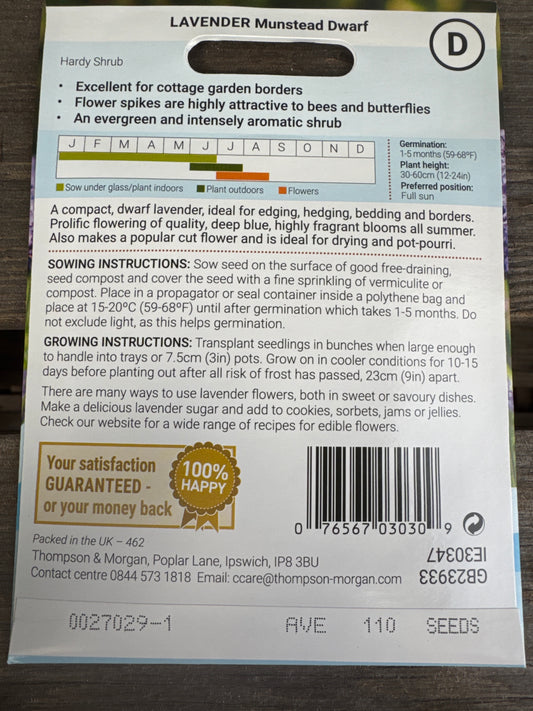 LAVENDER Munstead Dwarf
D
Hardy Shrub
• Excellent for cottage garden borders
• Flower spikes are highly attractive to bees and butterflies
• An evergreen and intensely aromatic shrub
J F M A M J J A S O N D
Sow under glass/plant indoors Plant outdoors Flowers
Germination:
1-5 months (59-68ºF)
Plant height:
30-60cm (12-24in)
Preferred position:
Full sun
A compact, dwarf lavender, ideal for edging, hedging, bedding and borders.
Prolific flowering of quality, deep blue, highly fragrant blooms all summer.
Also makes a popular cut flower and is ideal for drying and pot-pourri.
SOWING INSTRUCTIONS: Sow seed on the surface of good free-draining,
seed compost and cover the seed with a fine sprinkling of vermiculite or
compost. Place in a propagator or seal container inside a polythene bag and
place at 15-20°C (59-68°F) until after germination which takes 1-5 months. Do
not exclude light, as this helps germination.
GROWING INSTRUCTIONS: Transplant seedlings in bunches when large enough
to handle into trays or 7.5cm (3in) pots. Grow on in cooler conditions for 10-15
days before planting out after all risk of frost has passed, 23cm (9in) apart.
There are many ways to use lavender flowers, both in sweet or savoury dishes.
Make a delicious lavender sugar and add to cookies, sorbets, jams or jellies.
Check our website for a wide range of recipes for edible flowers.
Your satisfaction
GUARANTEED -
or your money back
100%
HAPPY
0 76567 03030 9
Packed in the UK – 462
Thompson & Morgan, Poplar Lane, Ipswich, IP8 3BU
Contact centre 0844 573 1818 Email: ccare@thompson-morgan.com
GB23933
IE30347
0027029-1 AVE 110 SEEDS